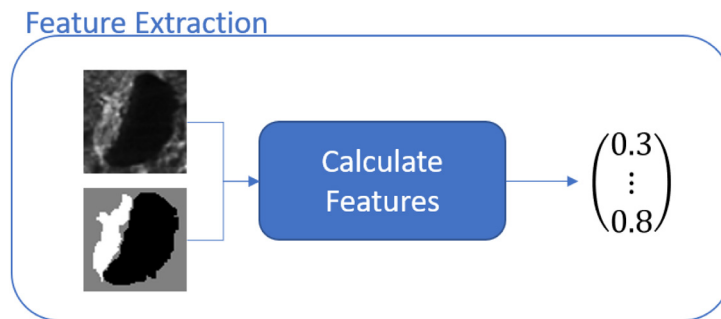 Feature Extraction
Calculate
Features
0.3
⋮
0.8